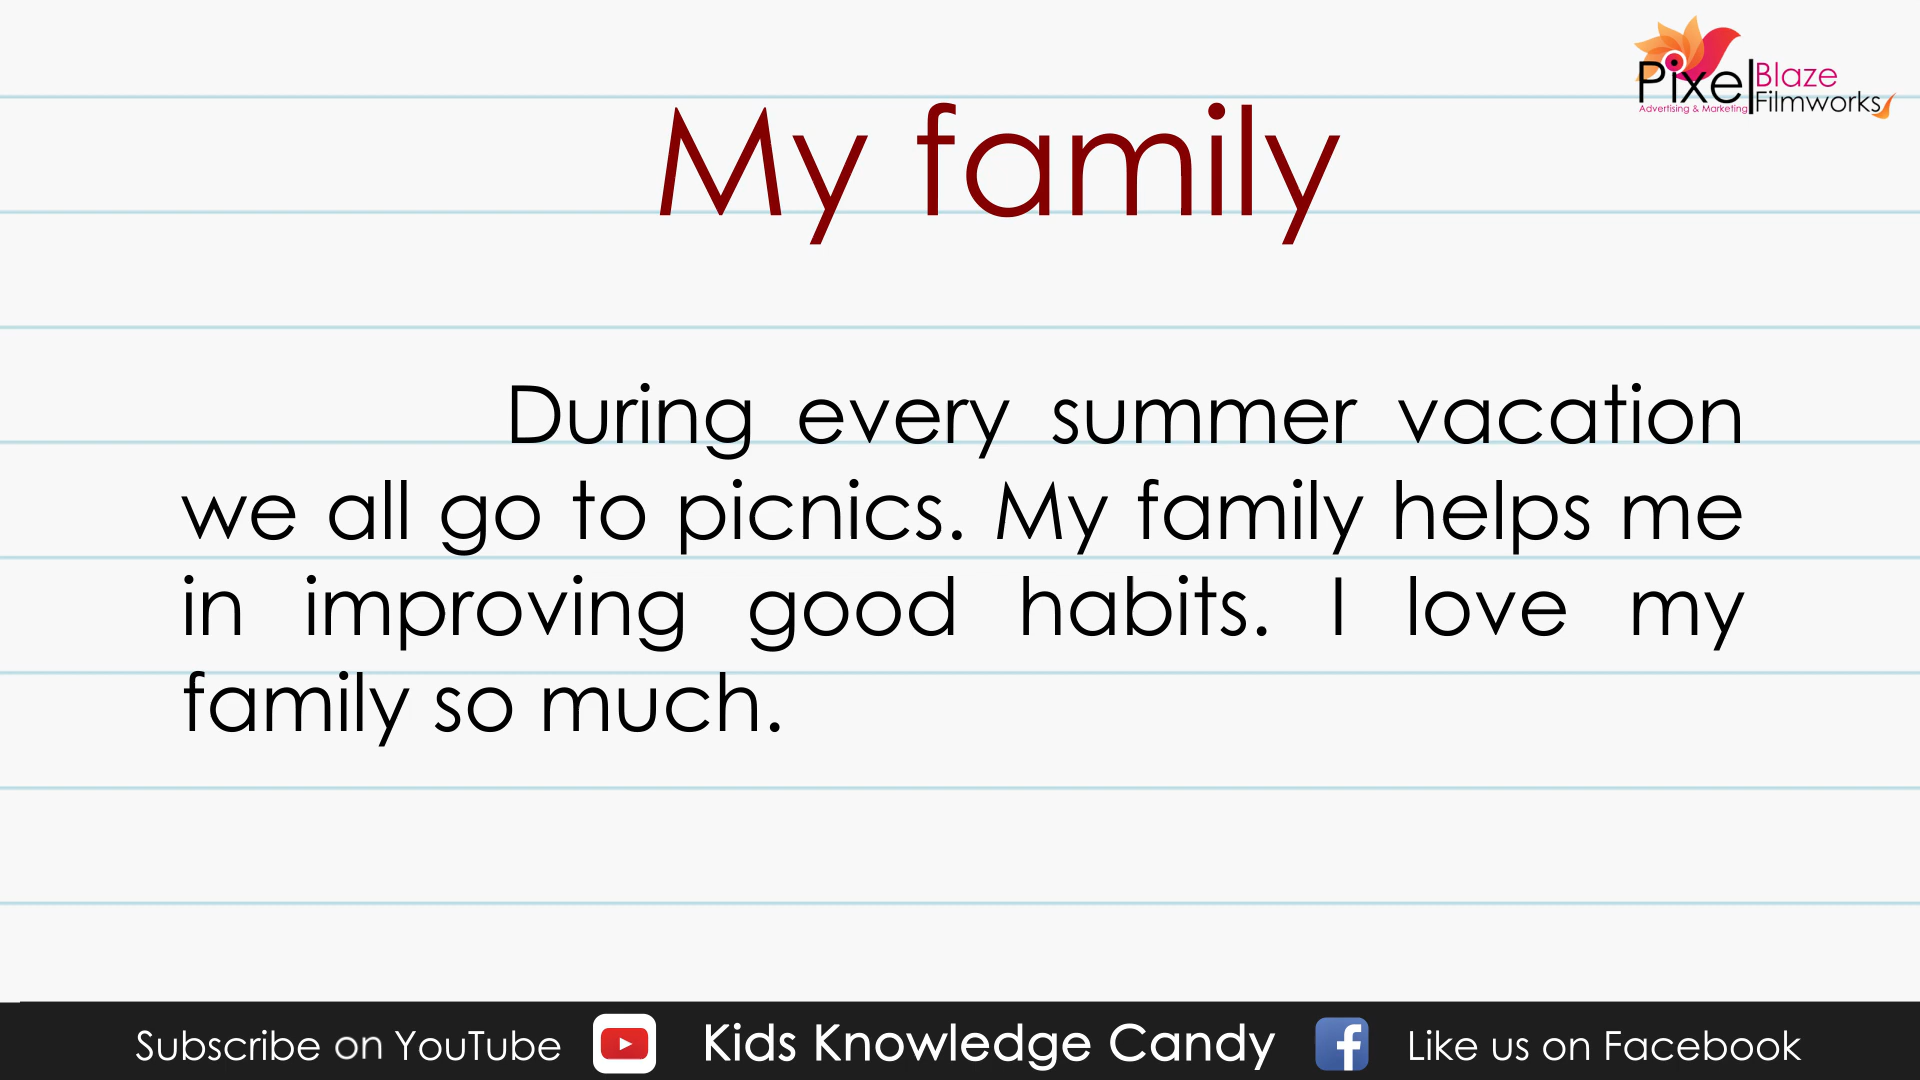 Pixel Blaze
Filmworks
Advertising & Marketing
My family
During every summer vacation
we all go to picnics. My family helps me
in improving good habits. I love my
family so much.
Subscribe on YouTube Kids Knowledge Candy Like us on Facebook